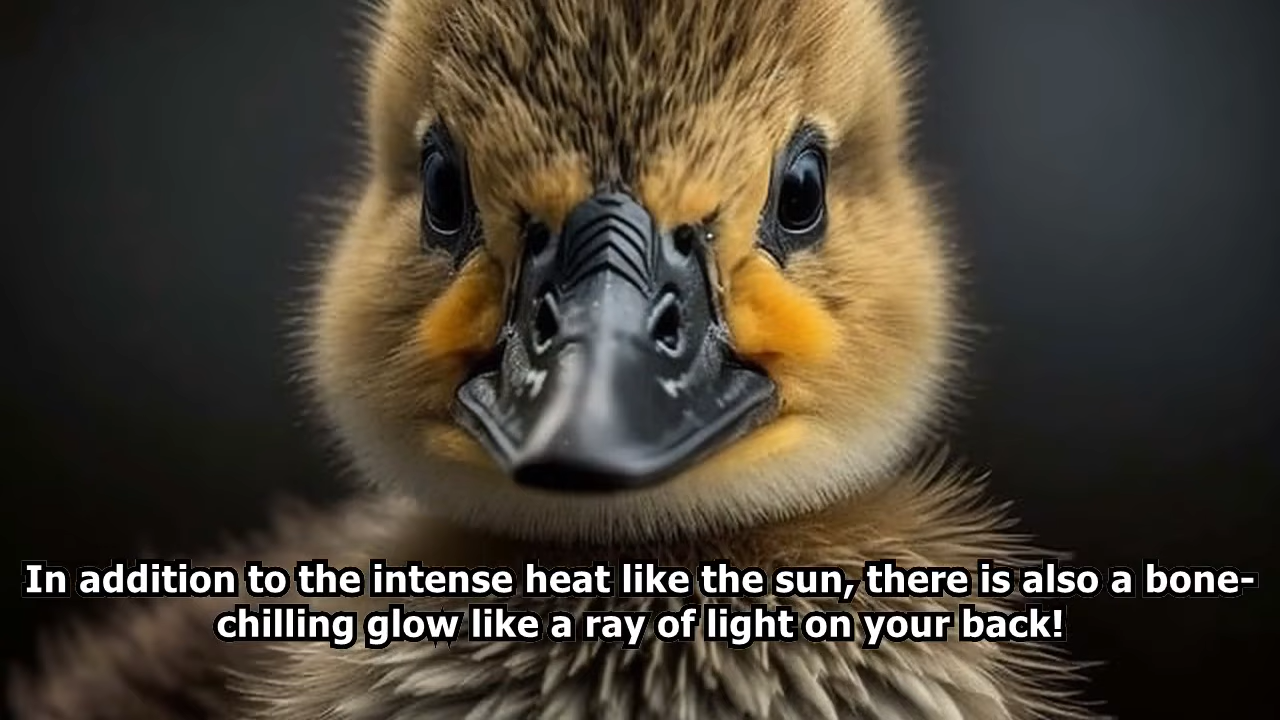 In addition to the intense heat like the sun, there is also a bone-
chilling glow like a ray of light on your back!